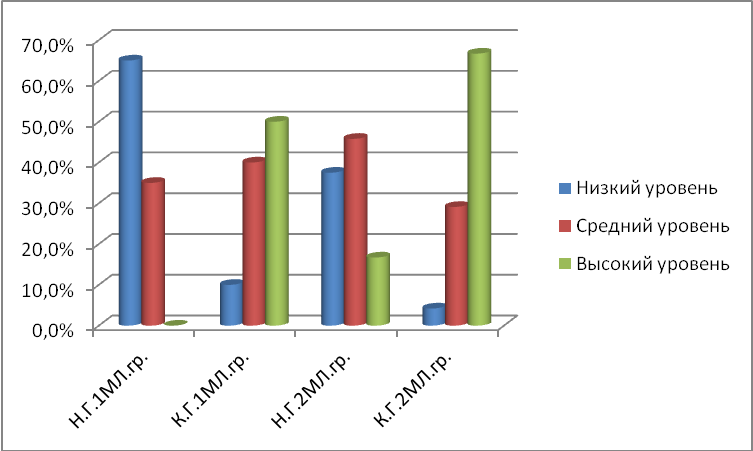 70,0%
60,0%
50,0%
40,0%
30,0%
20,0%
10,0%
0,0%
Н.Г.1МЛ.гр.
К.Г.1МЛ.гр.
Н.Г.2МЛ.гр.
К.Г.2МЛ.гр.
Низкий уровень
Средний уровень
Высокий уровень